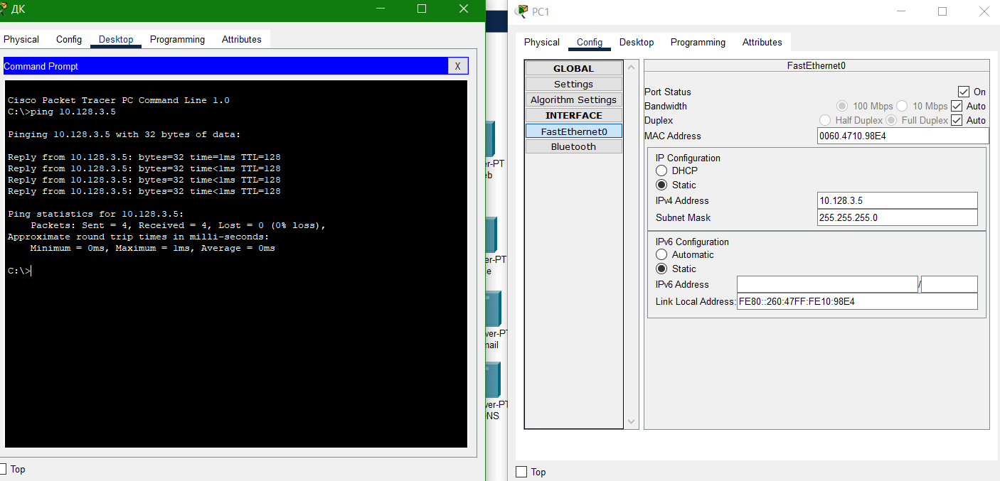 ДК
Physical Config Desktop Programming Attributes
Command Prompt X
Cisco Packet Tracer PC Command Line 1.0
C:\>ping 10.128.3.5
Pinging 10.128.3.5 with 32 bytes of data:
Reply from 10.128.3.5: bytes=32 time=1ms TTL=128
Reply from 10.128.3.5: bytes=32 time<1ms TTL=128
Reply from 10.128.3.5: bytes=32 time<1ms TTL=128
Reply from 10.128.3.5: bytes=32 time<1ms TTL=128
Ping statistics for 10.128.3.5:
Packets: Sent = 4, Received = 4, Lost = 0 (0% loss),
Approximate round trip times in milli-seconds:
Minimum = 0ms, Maximum = 1ms, Average = 0ms
C:\>
Top
er-PT
eb
er-PT
e
ver-PT
nail
ver-PT
NS
PC1
Physical Config Desktop Programming Attributes
GLOBAL
Settings
Algorithm Settings
INTERFACE
FastEthernet0
Bluetooth
FastEthernet0
Port Status On
Bandwidth 100 Mbps 10 Mbps Auto
Duplex Half Duplex Full Duplex Auto
MAC Address 0060.4710.98E4
IP Configuration
DHCP
Static
IPv4 Address 10.128.3.5
Subnet Mask 255.255.255.0
IPv6 Configuration
Automatic
Static
IPv6 Address /
Link Local Address: FE80::260:47FF:FE10:98E4
Top